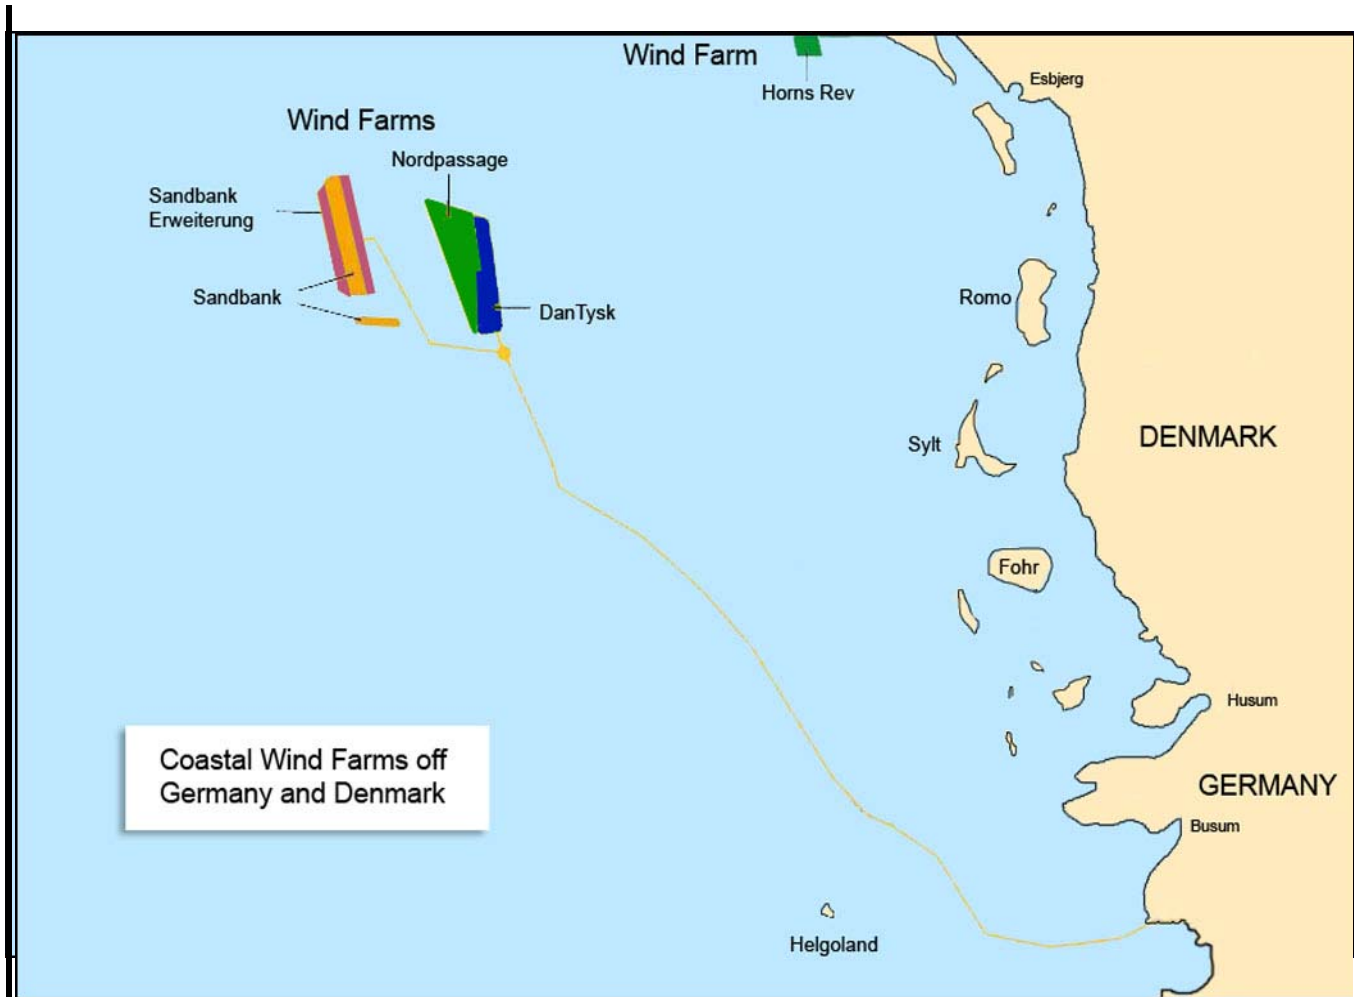 Wind Farm
Horns Rev
Esbjerg
Wind Farms
Nordpassage
Sandbank
Erweiterung
Sandbank
DanTysk
Romo
Sylt
DENMARK
Fohr
Husum
GERMANY
Busum
Coastal Wind Farms off
Germany and Denmark
Helgoland